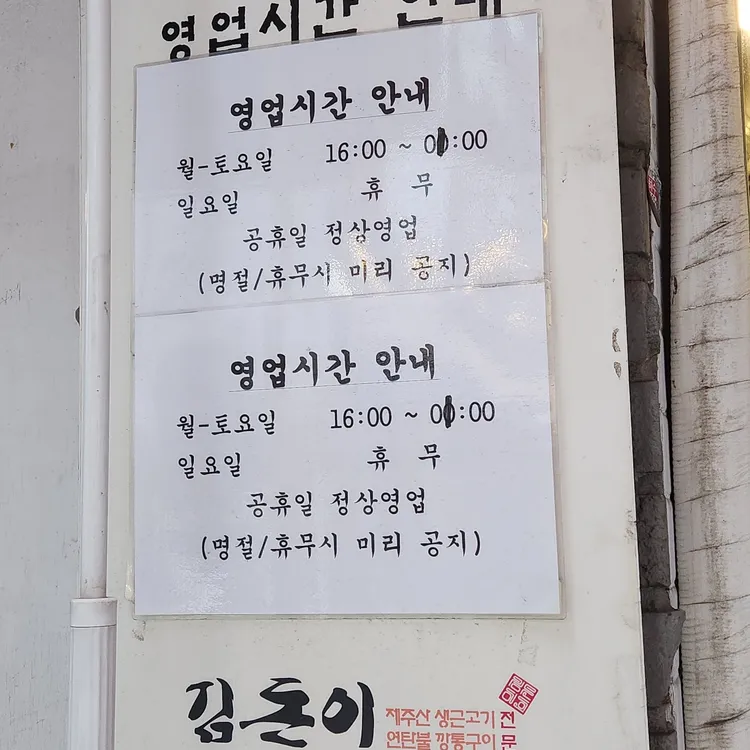 영업시간 안내
영업시간 안내
월-토요일 16:00 ~ 01:00
일요일 휴 무
공휴일 정상영업
(명절/휴무시 미리 공지)
영업시간 안내
월-토요일 16:00 ~ 01:00
일요일 휴 무
공휴일 정상영업
(명절/휴무시 미리 공지)
김돈이
제주산 생근고기 전
연탄불 깡통구이 문